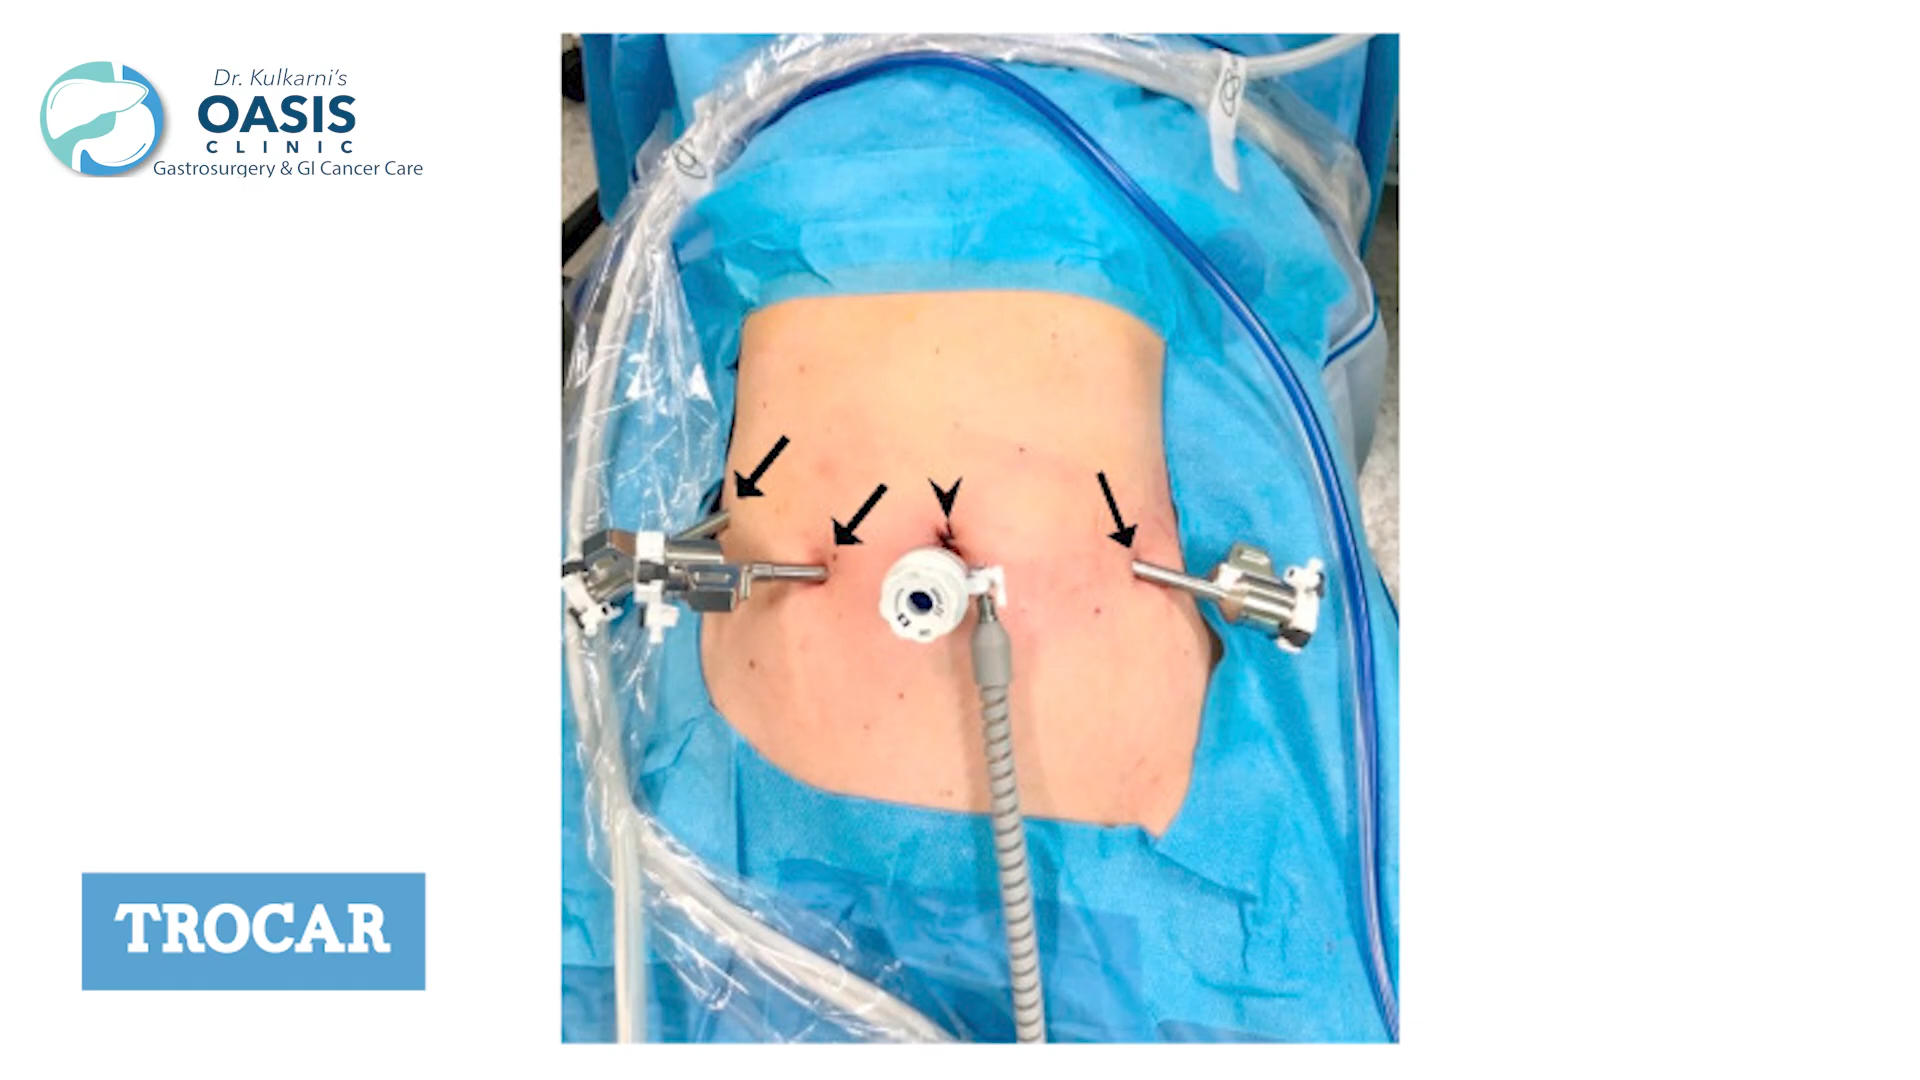 Dr. Kulkarni's
OASIS
CLINIC
Gastrosurgery & GI Cancer Care
TROCAR